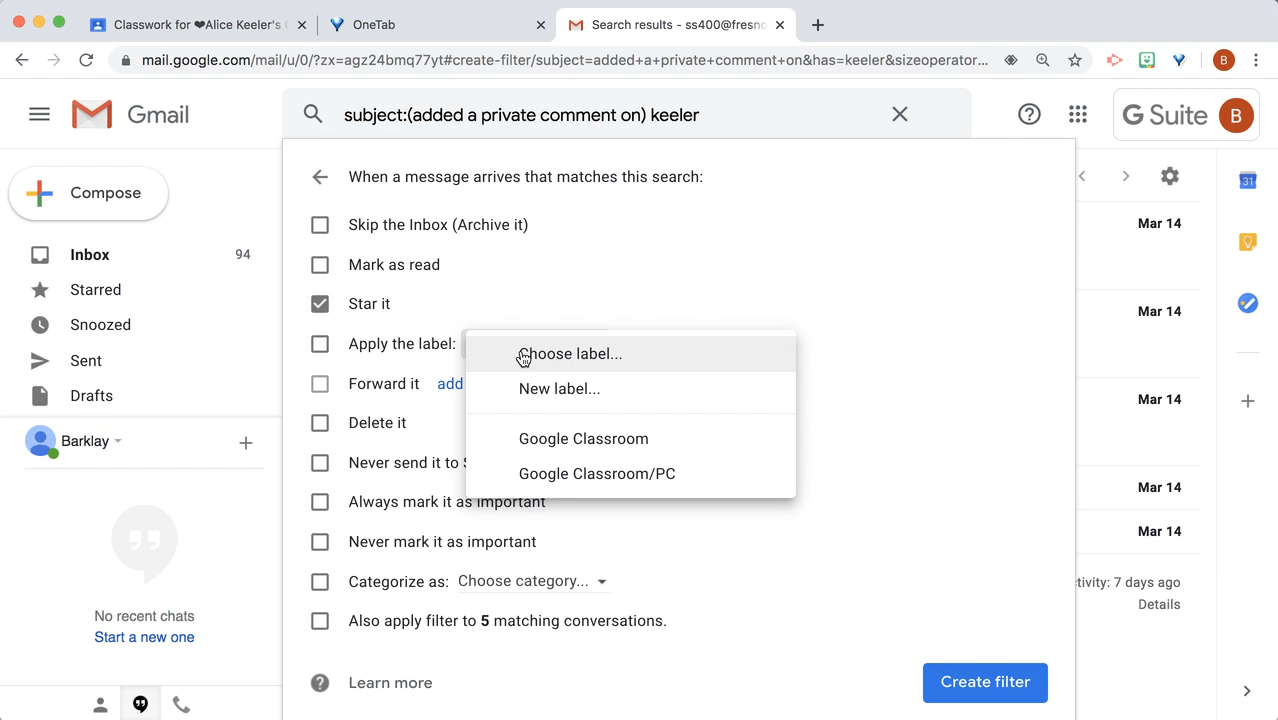 Classwork for ❤Alice Keeler's
OneTab
Search results - ss400@fresno
mail.google.com/mail/u/0/?zx=agz24bmq77yt#create-filter/subject=added+a+private+comment+on&has=keeler&sizeoperator...
B
Gmail
subject:(added a private comment on) keeler
G Suite
B
When a message arrives that matches this search:
Compose
31
Skip the Inbox (Archive it)
Mar 14
Inbox 94
Mark as read
Starred
Star it
Mar 14
Snoozed
Apply the label:
Choose label...
Sent
Forward it add
New label...
Drafts
Mar 14
Delete it
Barklay
Google Classroom
Never send it to
Google Classroom/PC
Mar 14
Always mark it as important
Never mark it as important
Mar 14
Categorize as: Choose category...
tivity: 7 days ago
Details
No recent chats
Also apply filter to 5 matching conversations.
Start a new one
Learn more
Create filter